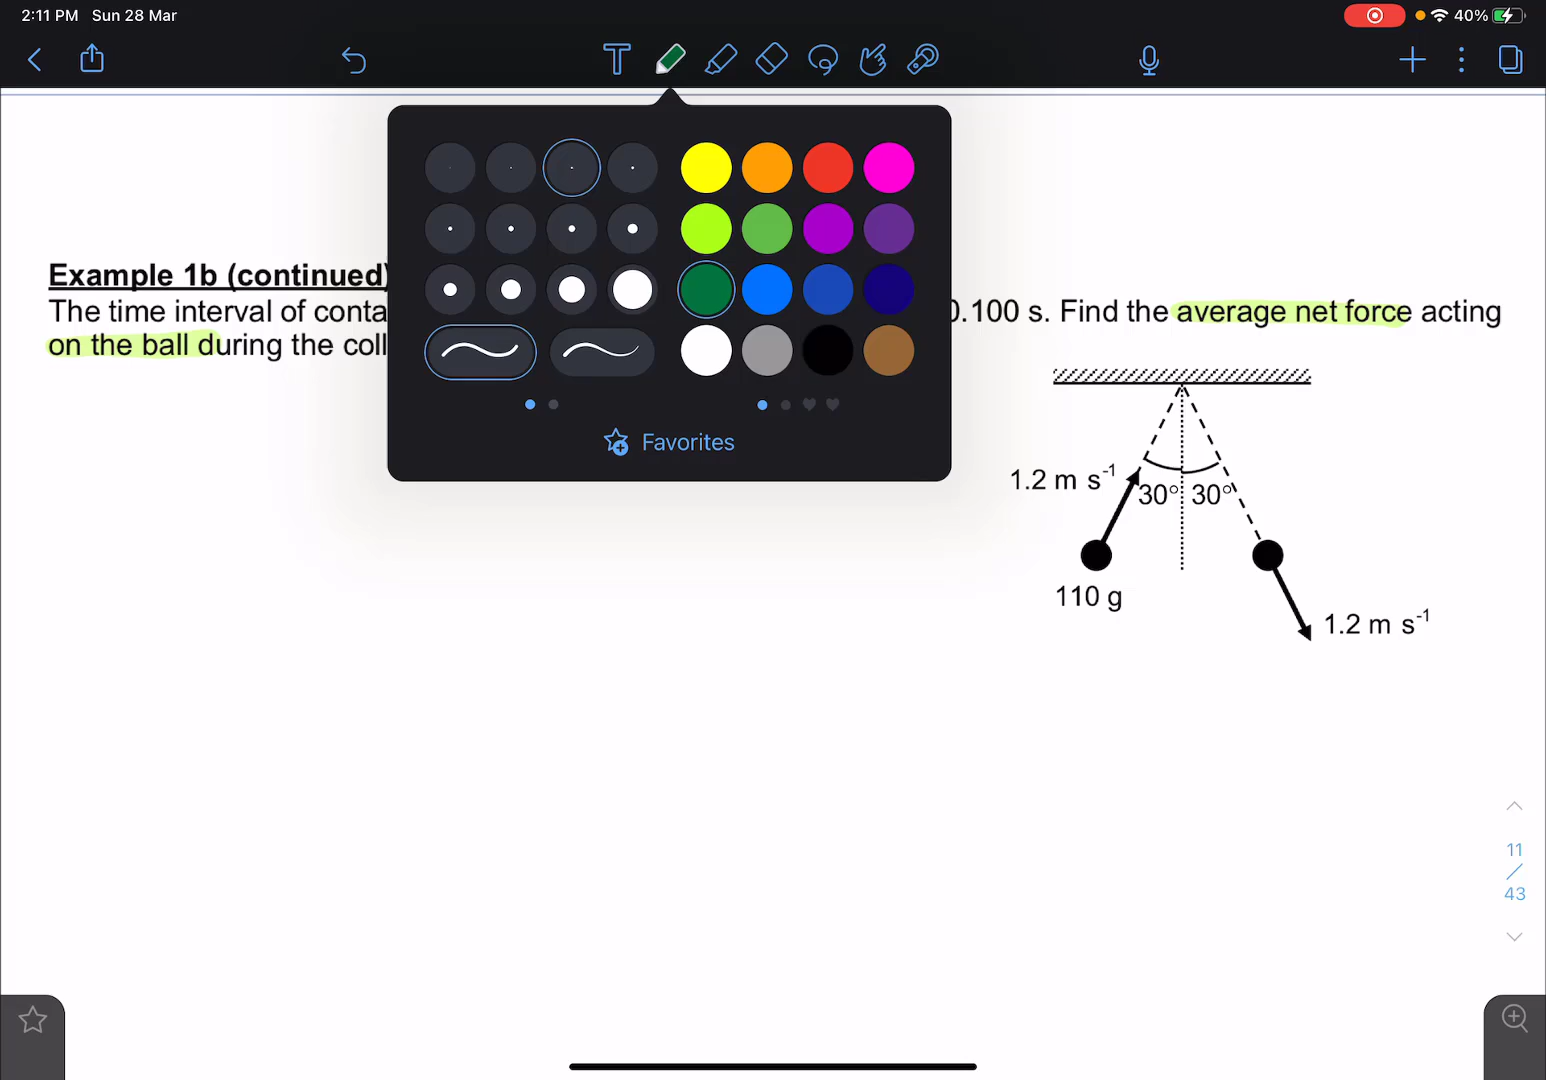 2:11 PM Sun 28 Mar
40%
T
Example 1b (continued)
The time interval of conta 0.100 s. Find the average net force acting
on the ball during the coll
Favorites
1.2 m s-1
30° 30°
110 g
1.2 m s-1
11
/
43